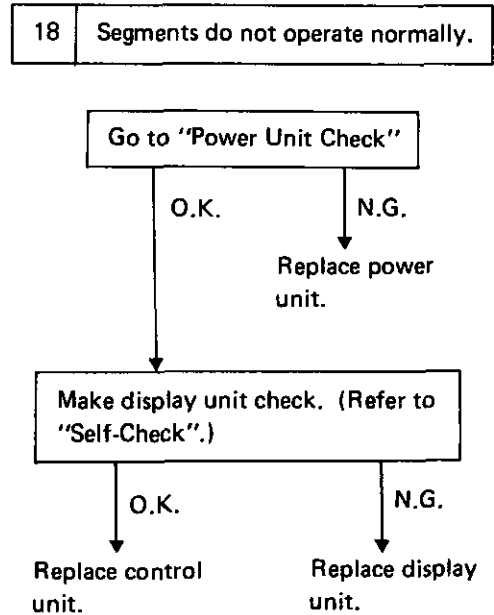 18 Segments do not operate normally.
Go to "Power Unit Check"
O.K. N.G.
Replace power
unit.
Make display unit check. (Refer to
"Self-Check".)
O.K. N.G.
Replace control
unit.
Replace display
unit.